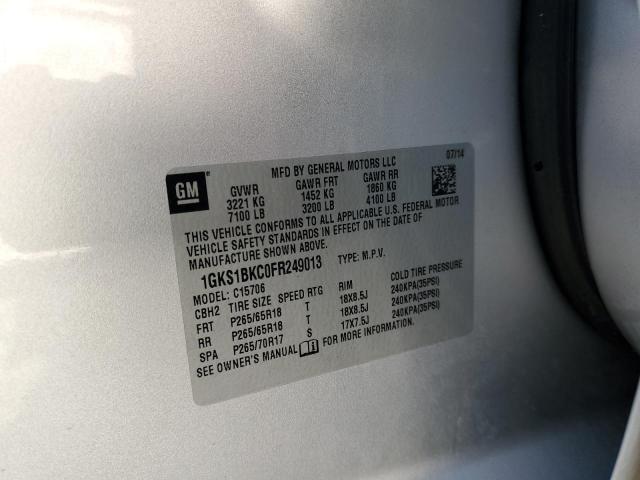 07/14
MFD BY GENERAL MOTORS LLC
GM
GVWR GAWR FRT GAWR RR
3221 KG 1452 KG 1860 KG
7100 LB 3200 LB 4100 LB
THIS VEHICLE CONFORMS TO ALL APPLICABLE U.S. FEDERAL MOTOR
VEHICLE SAFETY STANDARDS IN EFFECT ON THE DATE OF
MANUFACTURE SHOWN ABOVE.
1GKS1BKC0FR249013 TYPE: M.P.V.
MODEL: C15706
CBH2 TIRE SIZE SPEED RTG RIM COLD TIRE PRESSURE
FRT P265/65R18 T 18X8.5J 240KPA(35PSI)
RR P265/65R18 T 18X8.5J 240KPA(35PSI)
SPA P265/70R17 S 17X7.5J 240KPA(35PSI)
SEE OWNER'S MANUAL FOR MORE INFORMATION.